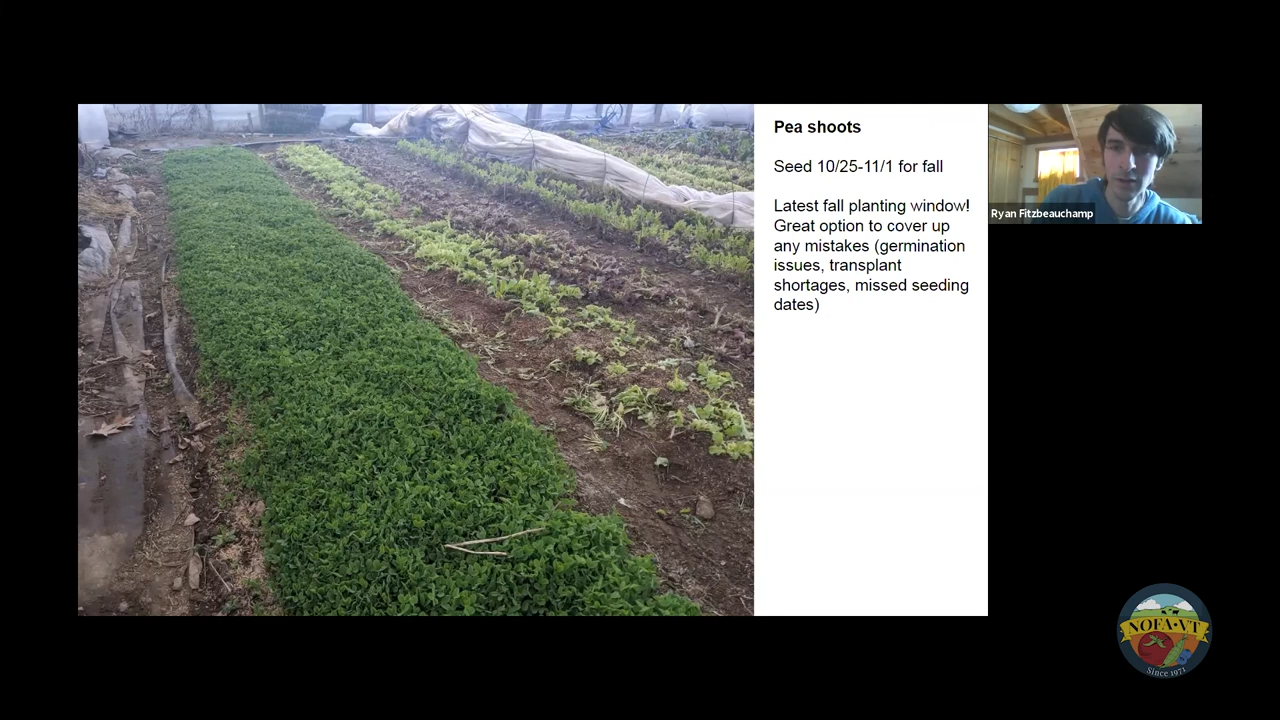 Pea shoots
Seed 10/25-11/1 for fall
Latest fall planting window!
Great option to cover up
any mistakes (germination
issues, transplant
shortages, missed seeding
dates)
Ryan Fitzbeauchamp
NOFA•VT
Since 1971